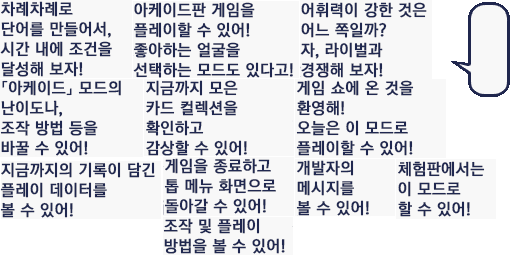 차례차례로
단어를 만들어서,
시간 내에 조건을
달성해 보자!
아케이드판 게임을
플레이할 수 있어!
좋아하는 얼굴을
선택하는 모드도 있다고!
어휘력이 강한 것은
어느 쪽일까?
자, 라이벌과
경쟁해 보자!
「아케이드」 모드의
난이도나,
조작 방법 등을
바꿀 수 있어!
지금까지 모은
카드 컬렉션을
확인하고
감상할 수 있어!
게임 쇼에 온 것을
환영해!
오늘은 이 모드로
플레이할 수 있어!
지금까지의 기록이 담긴
플레이 데이터를
볼 수 있어!
게임을 종료하고
톱 메뉴 화면으로
돌아갈 수 있어!
개발자의
메시지를
볼 수 있어!
체험판에서는
이 모드로
할 수 있어!
조작 및 플레이
방법을 볼 수 있어!